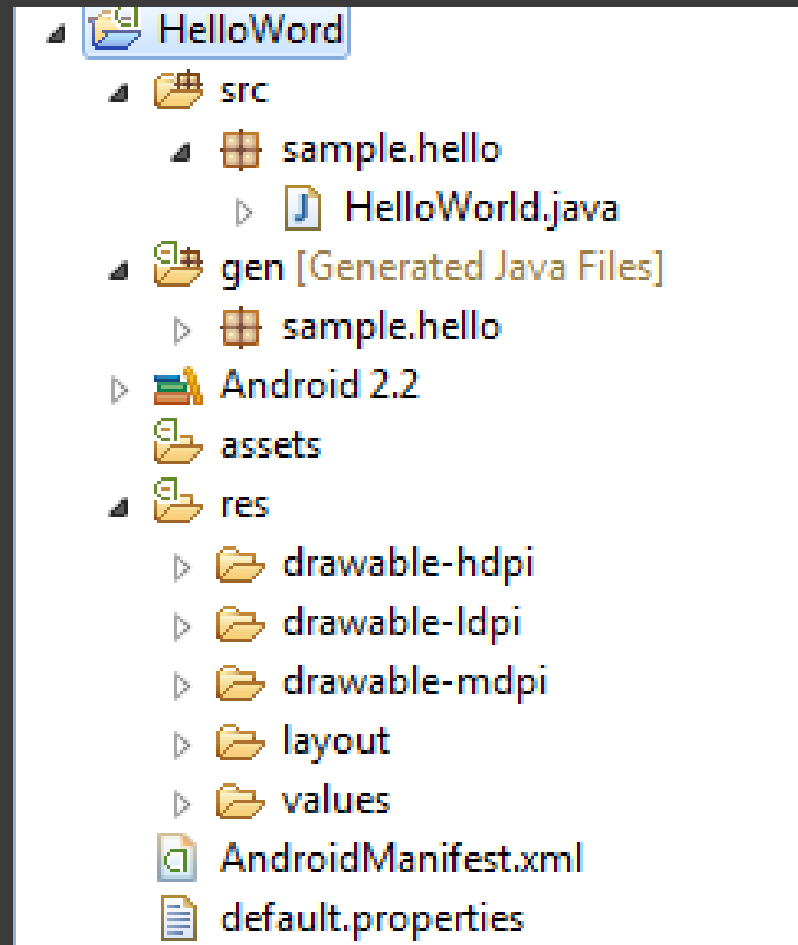 HelloWord
src
sample.hello
HelloWorld.java
gen [Generated Java Files]
sample.hello
Android 2.2
assets
res
drawable-hdpi
drawable-ldpi
drawable-mdpi
layout
values
AndroidManifest.xml
default.properties